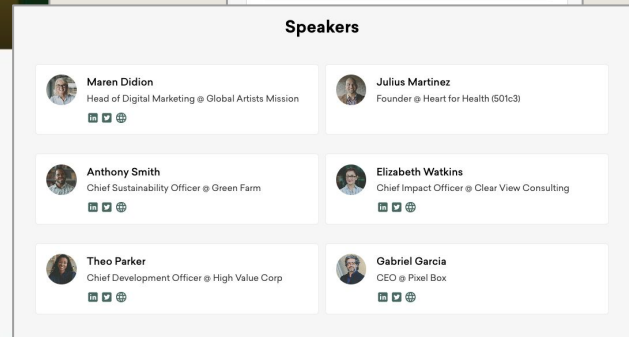 Speakers
Maren Didion
Head of Digital Marketing @ Global Artists Mission
Julius Martinez
Founder @ Heart for Health (501c3)
Anthony Smith
Chief Sustainability Officer @ Green Farm
Elizabeth Watkins
Chief Impact Officer @ Clear View Consulting
Theo Parker
Chief Development Officer @ High Value Corp
Gabriel Garcia
CEO @ Pixel Box